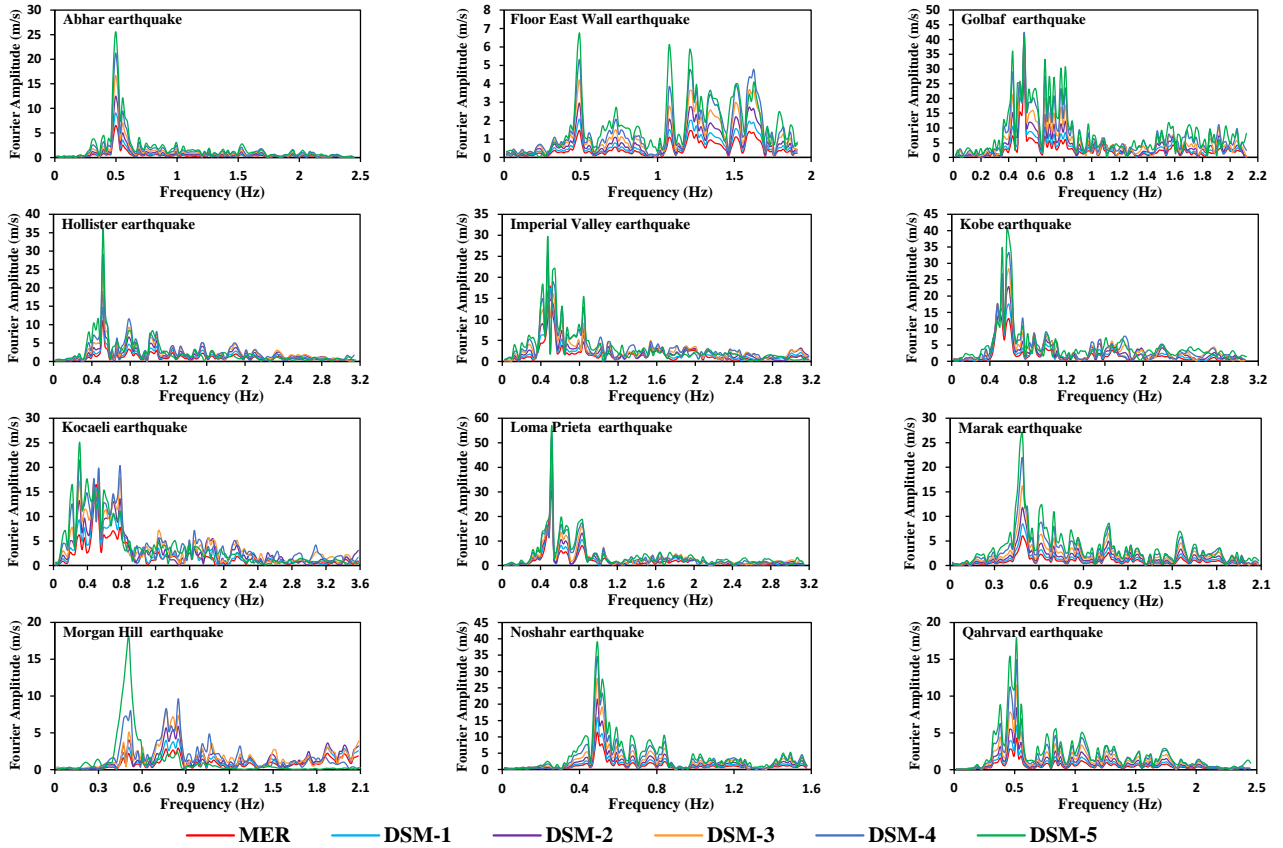 Abhar earthquake
Fourier Amplitude (m/s)
30
25
20
15
10
5
0
0 0.5 1 1.5 2 2.5
Frequency (Hz)
Floor East Wall earthquake
Fourier Amplitude (m/s)
8
7
6
5
4
3
2
1
0
0 0.5 1 1.5 2
Frequency (Hz)
Golbaf earthquake
Fourier Amplitude (m/s)
50
45
40
35
30
25
20
15
10
5
0
0 0.2 0.4 0.6 0.8 1 1.2 1.4 1.6 1.8 2 2.2
Frequency (Hz)
Hollister earthquake
Fourier Amplitude (m/s)
40
35
30
25
20
15
10
5
0
0 0.4 0.8 1.2 1.6 2 2.4 2.8 3.2
Frequency (Hz)
Imperial Valley earthquake
Fourier Amplitude (m/s)
35
30
25
20
15
10
5
0
0 0.4 0.8 1.2 1.6 2 2.4 2.8 3.2
Frequency (Hz)
Kobe earthquake
Fourier Amplitude (m/s)
45
40
35
30
25
20
15
10
5
0
0 0.4 0.8 1.2 1.6 2 2.4 2.8 3.2
Frequency (Hz)
Kocaeli earthquake
Fourier Amplitude (m/s)
30
25
20
15
10
5
0
0 0.4 0.8 1.2 1.6 2 2.4 2.8 3.2 3.6
Frequency (Hz)
Loma Prieta earthquake
Fourier Amplitude (m/s)
60
50
40
30
20
10
0
0 0.4 0.8 1.2 1.6 2 2.4 2.8 3.2
Frequency (Hz)
Marak earthquake
Fourier Amplitude (m/s)
30
25
20
15
10
5
0
0 0.3 0.6 0.9 1.2 1.5 1.8 2.1
Frequency (Hz)
Morgan Hill earthquake
Fourier Amplitude (m/s)
20
15
10
5
0
0 0.3 0.6 0.9 1.2 1.5 1.8 2.1
Frequency (Hz)
Noshahr earthquake
Fourier Amplitude (m/s)
45
40
35
30
25
20
15
10
5
0
0 0.4 0.8 1.2 1.6
Frequency (Hz)
Qahrvard earthquake
Fourier Amplitude (m/s)
20
15
10
5
0
0 0.5 1 1.5 2 2.5
Frequency (Hz)
MER DSM-1 DSM-2 DSM-3 DSM-4 DSM-5